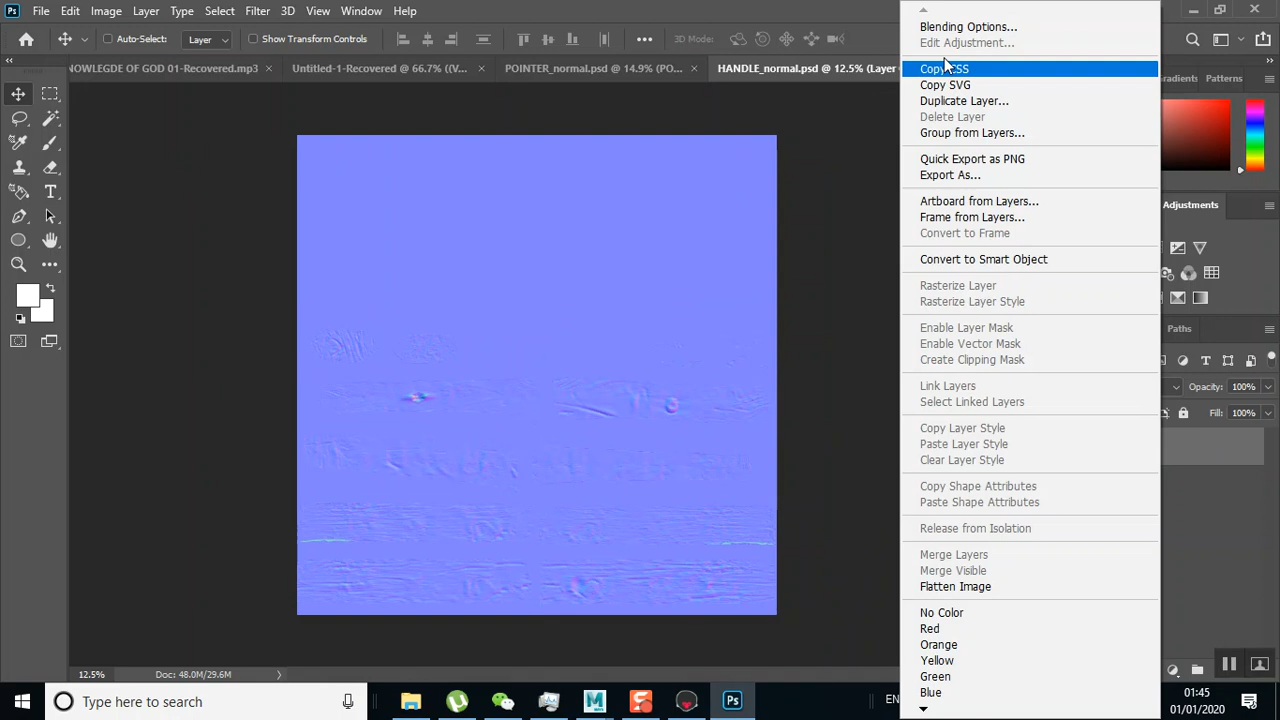 File Edit Image Layer Type Select Filter 3D View Window Help
Auto-Select: Layer Show Transform Controls 3D Mode:
NOWLEGDE OF GOD 01-Recovered.mp3 Untitled-1-Recovered @ 66.7% ((V... POINTER_normal.psd @ 14.9% (PO... HANDLE_normal.psd @ 12.5% (Layer
Blending Options...
Edit Adjustment...
Copy CSS
Copy SVG
Duplicate Layer...
Delete Layer
Group from Layers...
Quick Export as PNG
Export As...
Artboard from Layers...
Frame from Layers...
Convert to Frame
Convert to Smart Object
Rasterize Layer
Rasterize Layer Style
Enable Layer Mask
Enable Vector Mask
Create Clipping Mask
Link Layers
Select Linked Layers
Copy Layer Style
Paste Layer Style
Clear Layer Style
Copy Shape Attributes
Paste Shape Attributes
Release from Isolation
Merge Layers
Merge Visible
Flatten Image
No Color
Red
Orange
Yellow
Green
Blue
Gradients Patterns
Adjustments
Paths
Opacity: 100%
Fill: 100%
12.5% Doc: 48.0M/29.6M
Type here to search
Ps
EN
01:45
01/01/2020